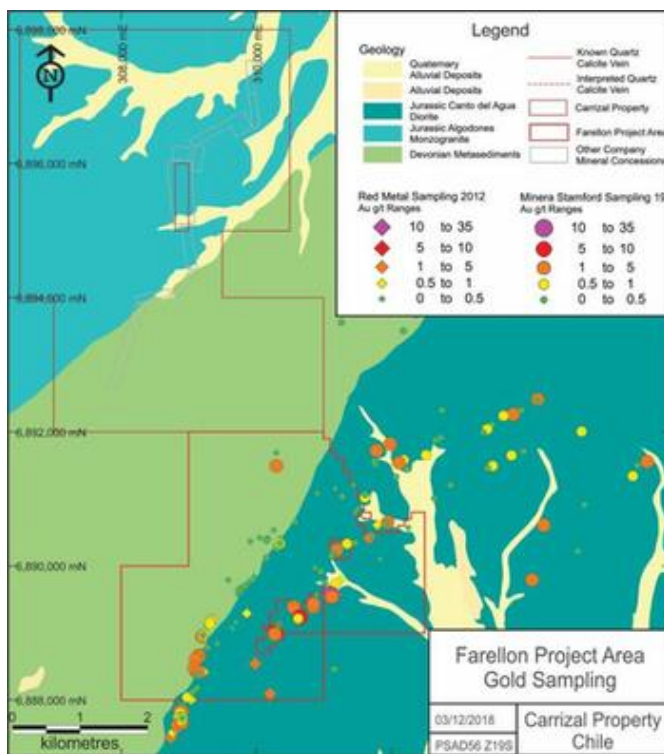 308,000 mE
310,000 mE
6,898,000 mN
6,896,000 mN
6,894,000 mN
6,892,000 mN
6,890,000 mN
6,888,000 mN
N
Legend
Geology
Quaternary
Alluvial Deposits
Alluvial Deposits
Jurassic Canto del Agua
Diorite
Jurassic Algodones
Monzogranite
Devonian Metasediments
Known Quartz
Calcite Vein
Interpreted Quartz
Calcite Vein
Carrizal Property
Farellon Project Area
Other Company
Mineral Concessions
Red Metal Sampling 2012
Au g/t Ranges
10 to 35
5 to 10
1 to 5
0.5 to 1
0 to 0.5
Minera Stamford Sampling 19
Au g/t Ranges
10 to 35
5 to 10
1 to 5
0.5 to 1
0 to 0.5
0 1 2
kilometres
Farellon Project Area
Gold Sampling
03/12/2018
PSAD56 Z19S
Carrizal Property
Chile